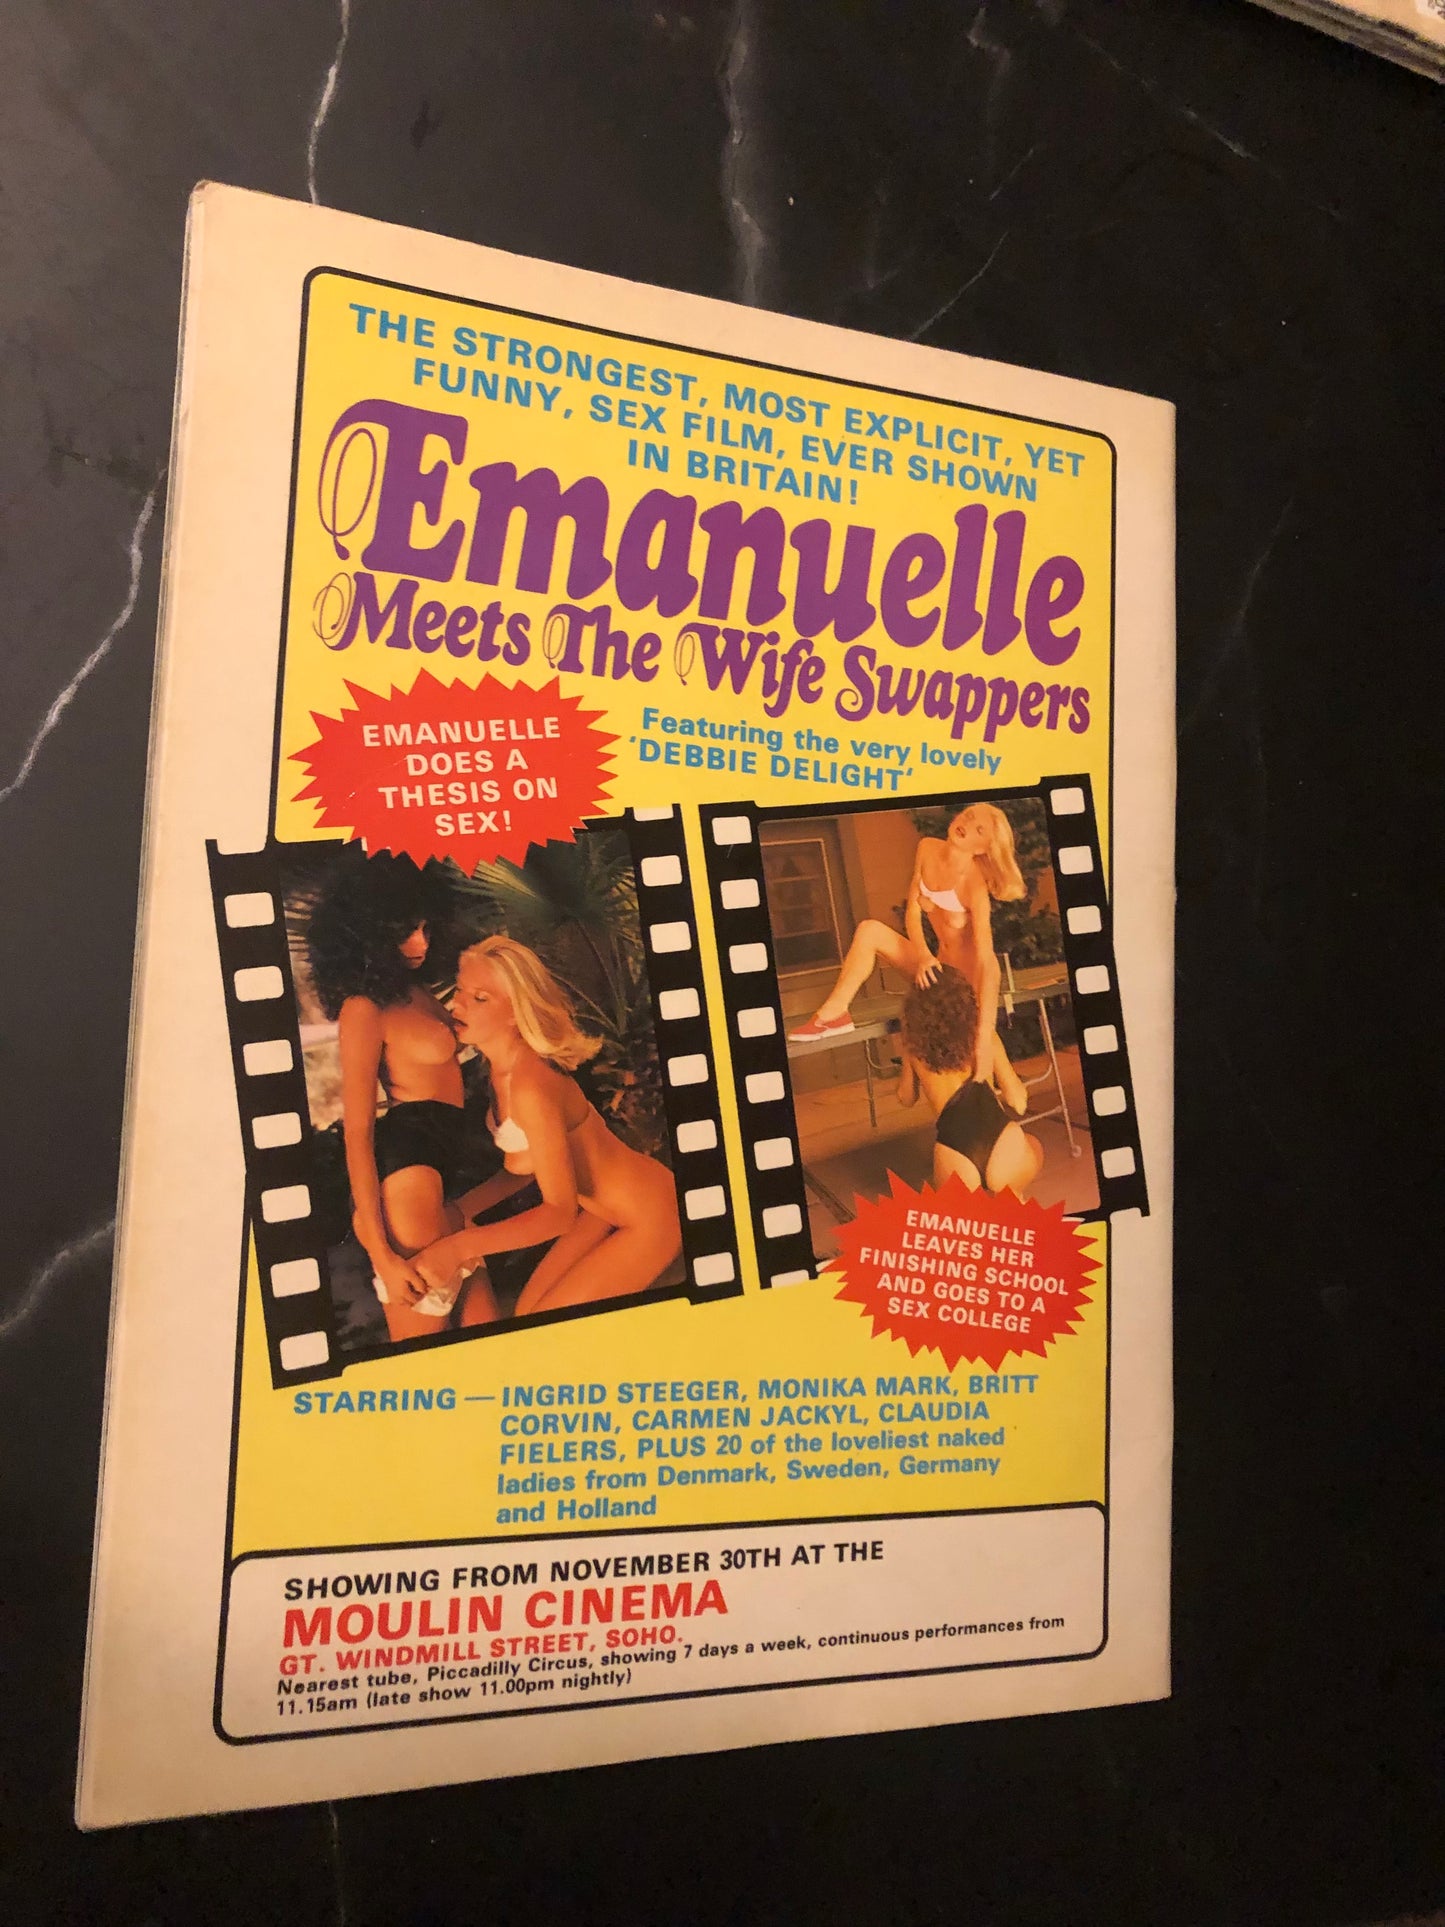 THE STRONGEST, MOST EXPLICIT, YET
FUNNY, SEX FILM, EVER SHOWN
IN BRITAIN!
Emanuelle
Meets The Wife Swappers
EMANUELLE
DOES A
THESIS ON
SEX!
Featuring the very lovely
'DEBBIE DELIGHT'
EMANUELLE
LEAVES HER
FINISHING SCHOOL
AND GOES TO A
SEX COLLEGE
STARRING — INGRID STEEGER, MONIKA MARK, BRITT
CORVIN, CARMEN JACKYL, CLAUDIA
FIELERS, PLUS 20 of the loveliest naked
ladies from Denmark, Sweden, Germany
and Holland
SHOWING FROM NOVEMBER 30TH AT THE
MOULIN CINEMA
GT. WINDMILL STREET, SOHO.
Nearest tube, Piccadilly Circus, showing 7 days a week, continuous performances from
11.15am (late show 11.00pm nightly)